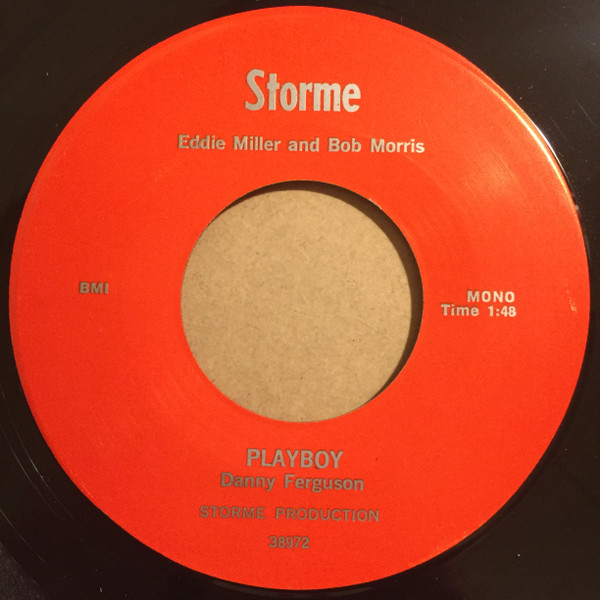 Storme
Eddie Miller and Bob Morris
BMI
MONO
Time 1:48
PLAYBOY
Danny Ferguson
STORME PRODUCTION
38972